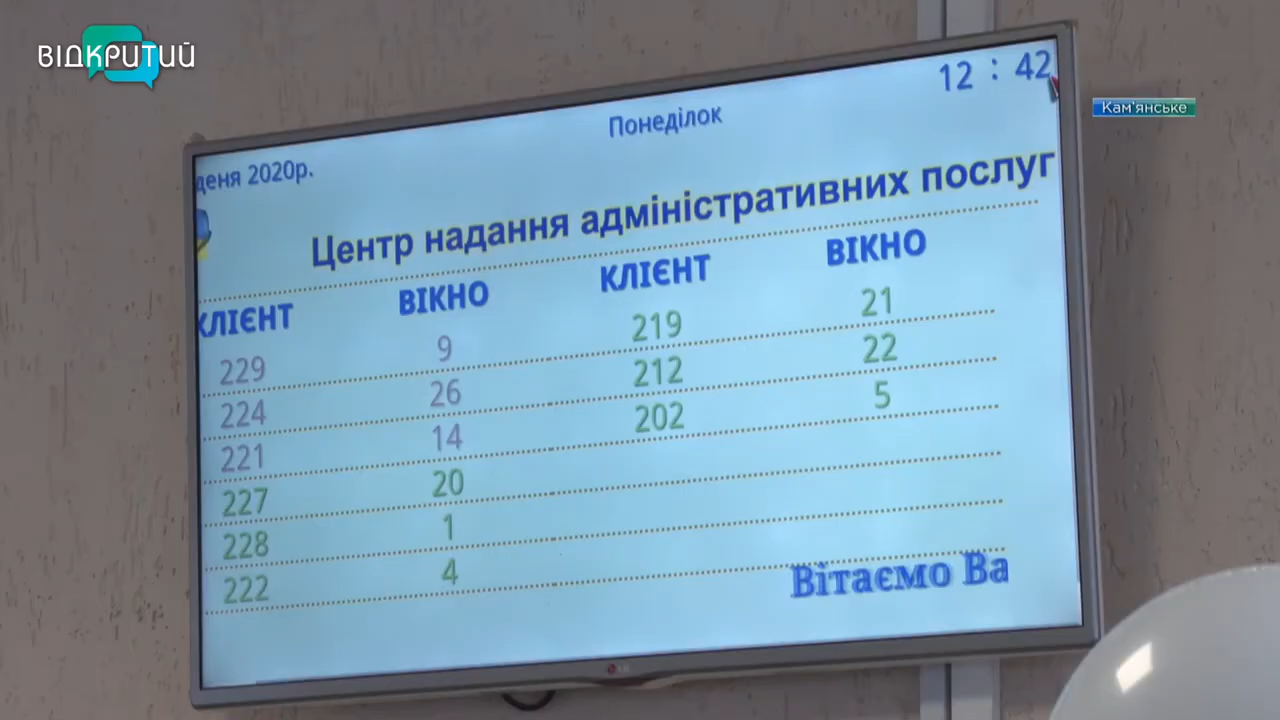 ВІДКРИТИЙ
Кам'янське
12 : 42
Понеділок
деня 2020р.
Центр надання адміністративних послуг
КЛІЄНТ ВІКНО КЛІЄНТ ВІКНО
229 9 219 21
224 26 212 22
221 14 202 5
227 20
228 1
222 4
Вітаємо Ва
LG